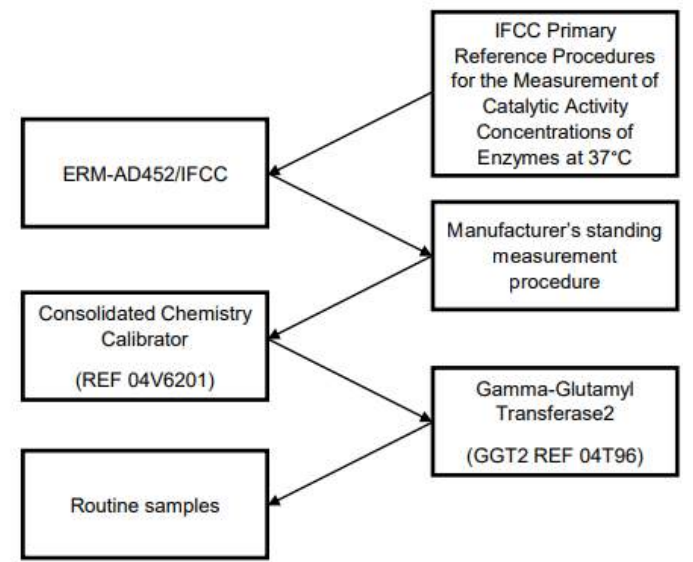 IFCC Primary
Reference Procedures
for the Measurement of
Catalytic Activity
Concentrations of
Enzymes at 37°C
ERM-AD452/IFCC
Manufacturer's standing
measurement
procedure
Consolidated Chemistry
Calibrator
(REF 04V6201)
Gamma-Glutamyl
Transferase2
(GGT2 REF 04T96)
Routine samples